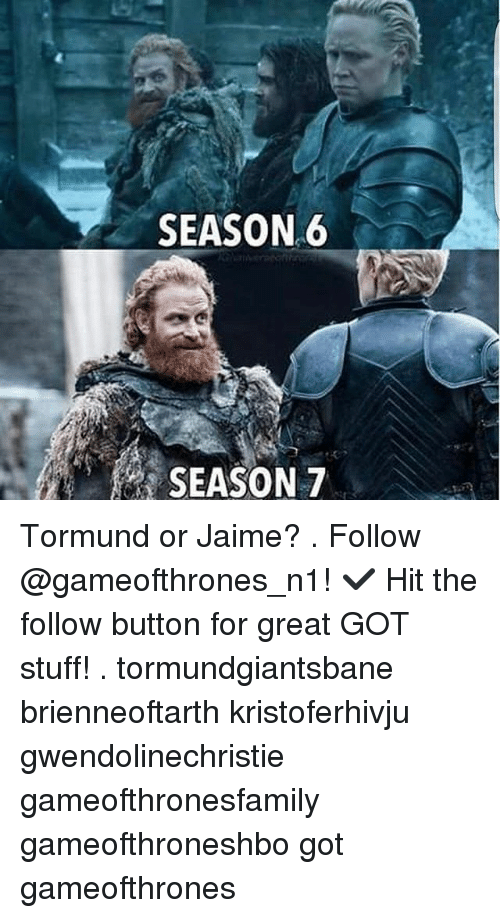 SEASON 6
SEASON 7
Tormund or Jaime? . Follow
@gameofthrones_n1! ✔ Hit the
follow button for great GOT
stuff! . tormundgiantsbane
brienneoftarth kristoferhivju
gwendolinechristie
gameofthronesfamily
gameofthroneshbo got
gameofthrones